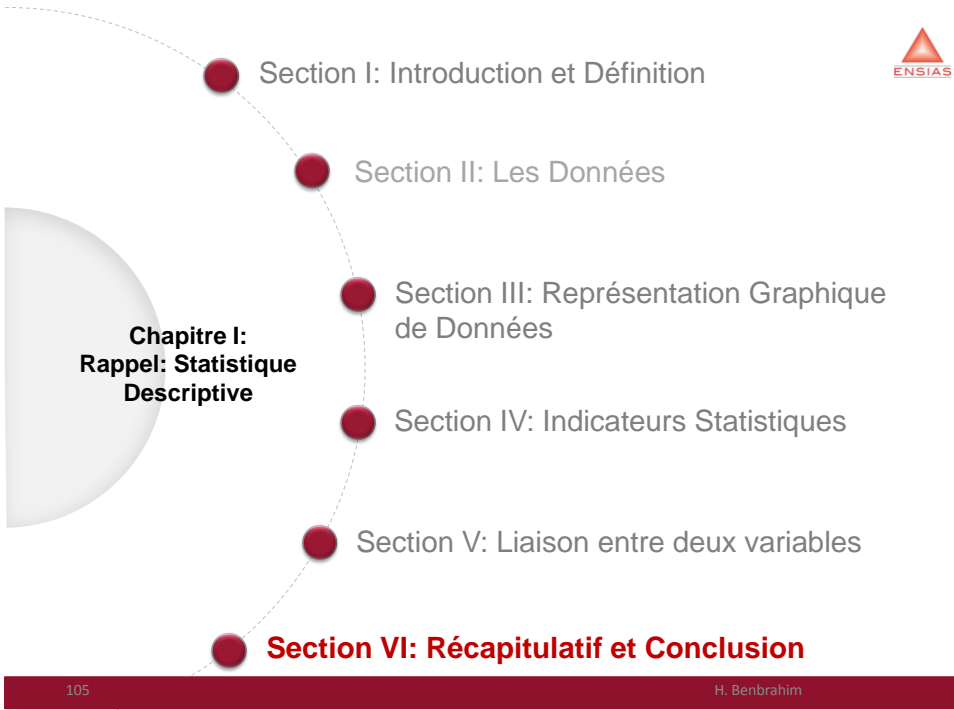 Section I: Introduction et Définition
ENSIAS
Section II: Les Données
Section III: Représentation Graphique
de Données
Chapitre I:
Rappel: Statistique
Descriptive
Section IV: Indicateurs Statistiques
Section V: Liaison entre deux variables
Section VI: Récapitulatif et Conclusion
105
H. Benbrahim